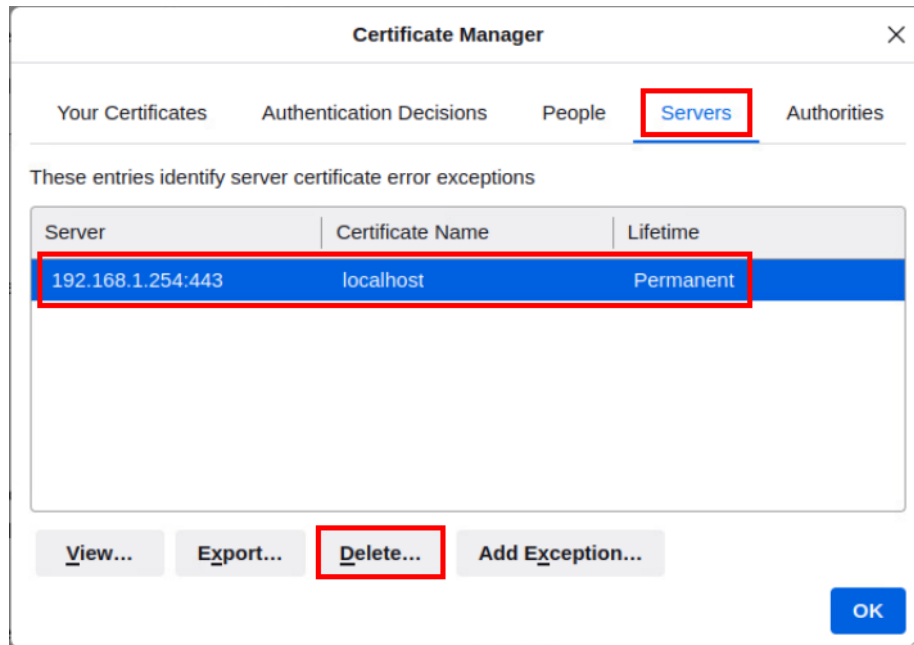 Certificate Manager
Your Certificates Authentication Decisions People Servers Authorities
These entries identify server certificate error exceptions
Server Certificate Name Lifetime
192.168.1.254:443 localhost Permanent
View... Export... Delete... Add Exception...
OK